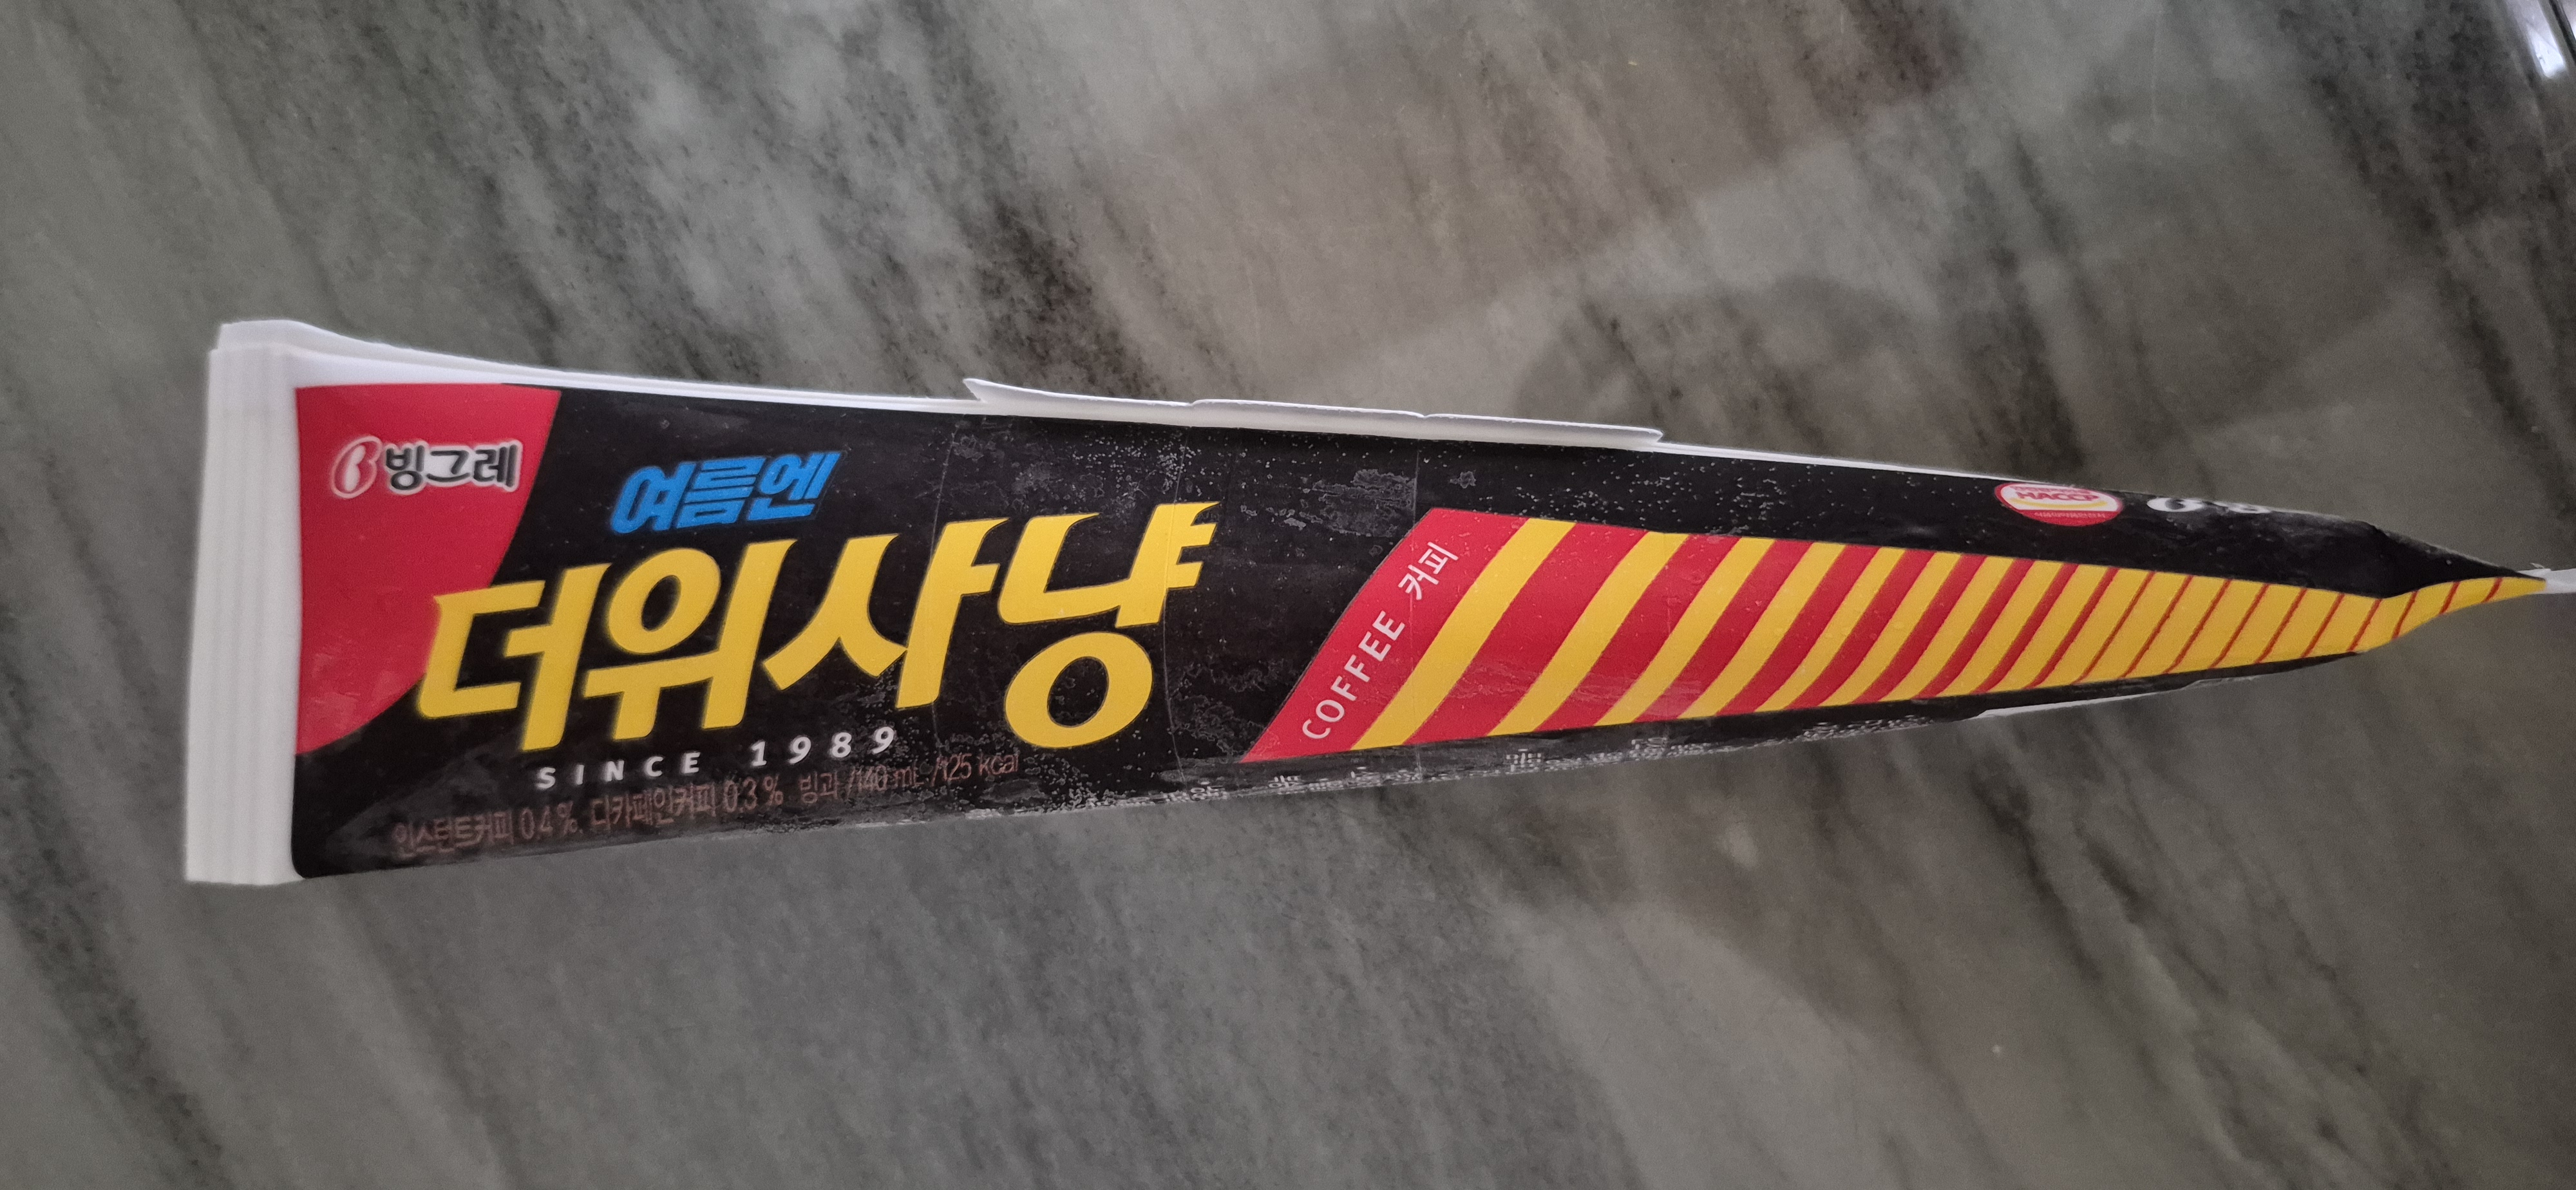 빙그레
여름엔
더위사냥
SINCE 1989
인스턴트커피 0.4 %, 디카페인커피 0.3 % 빙과 /140 mL /125 kcal
COFFEE 커피
HACCP